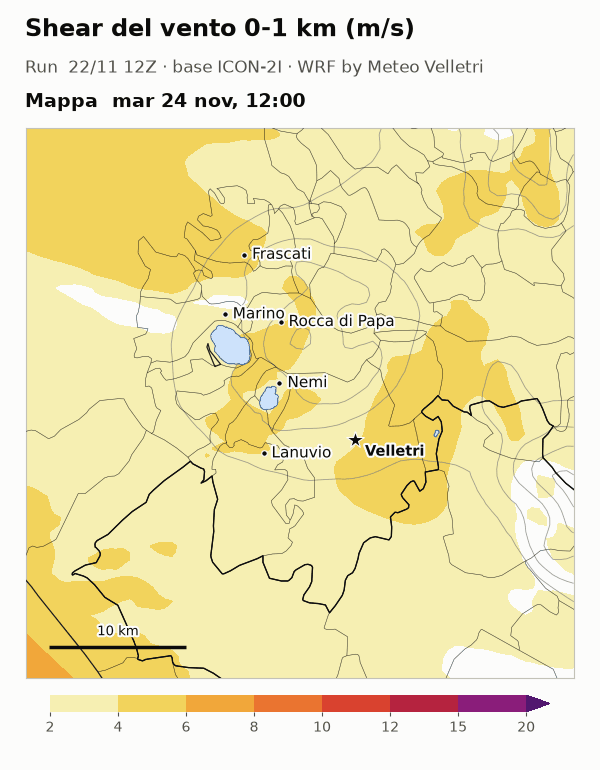 Shear del vento 0-1 km (m/s)
Run  22/11 12Z · base ICON-2I · WRF by Meteo Velletri
Mappa  mar 24 nov, 12:00
Frascati
Marino
Rocca di Papa
Nemi
Velletri
Lanuvio
10 km
2 4 6 8 10 12 15 20